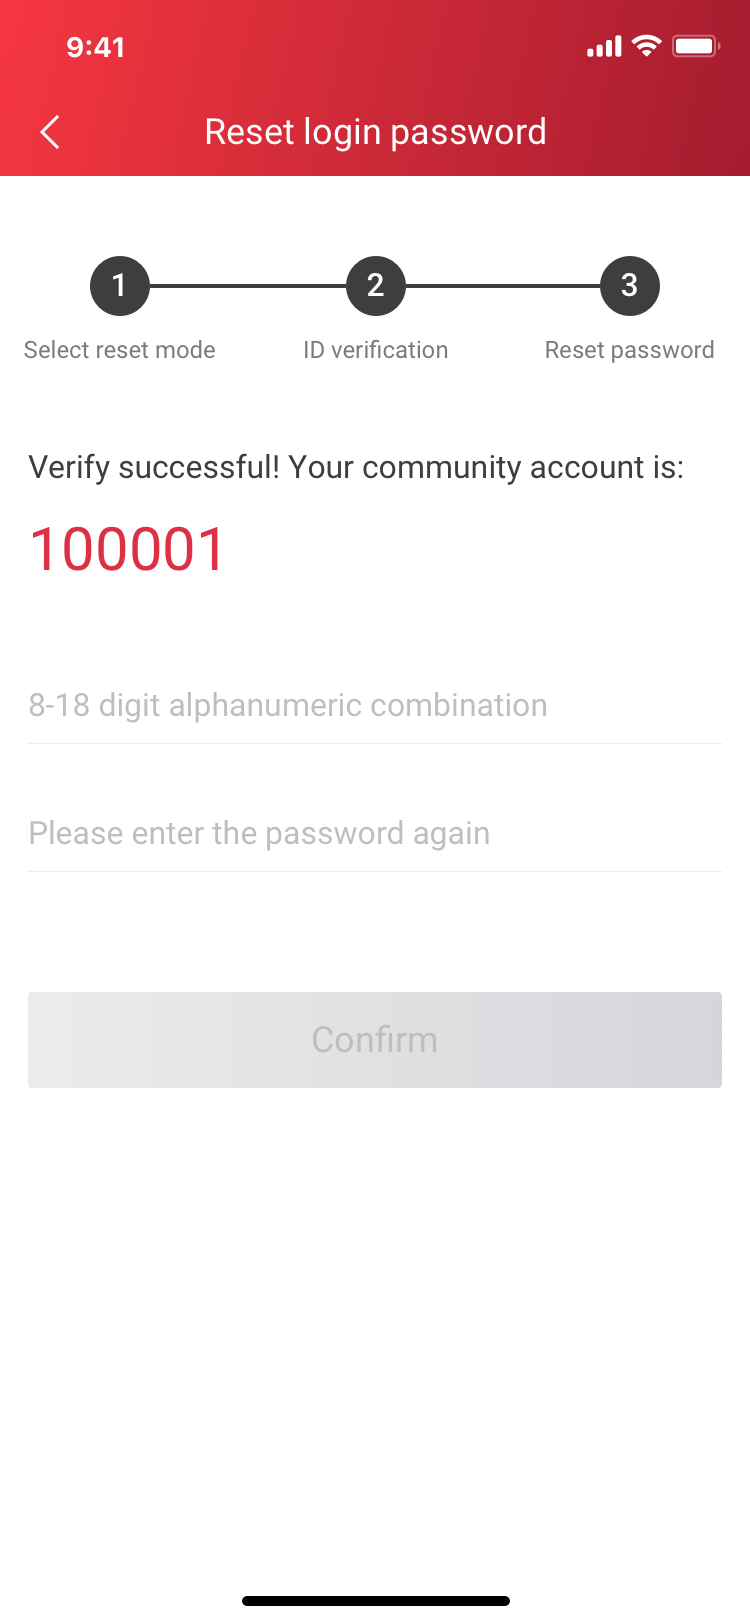 9:41
Reset login password
1 2 3
Select reset mode ID verification Reset password
Verify successful! Your community account is:
100001
8-18 digit alphanumeric combination
Please enter the password again
Confirm